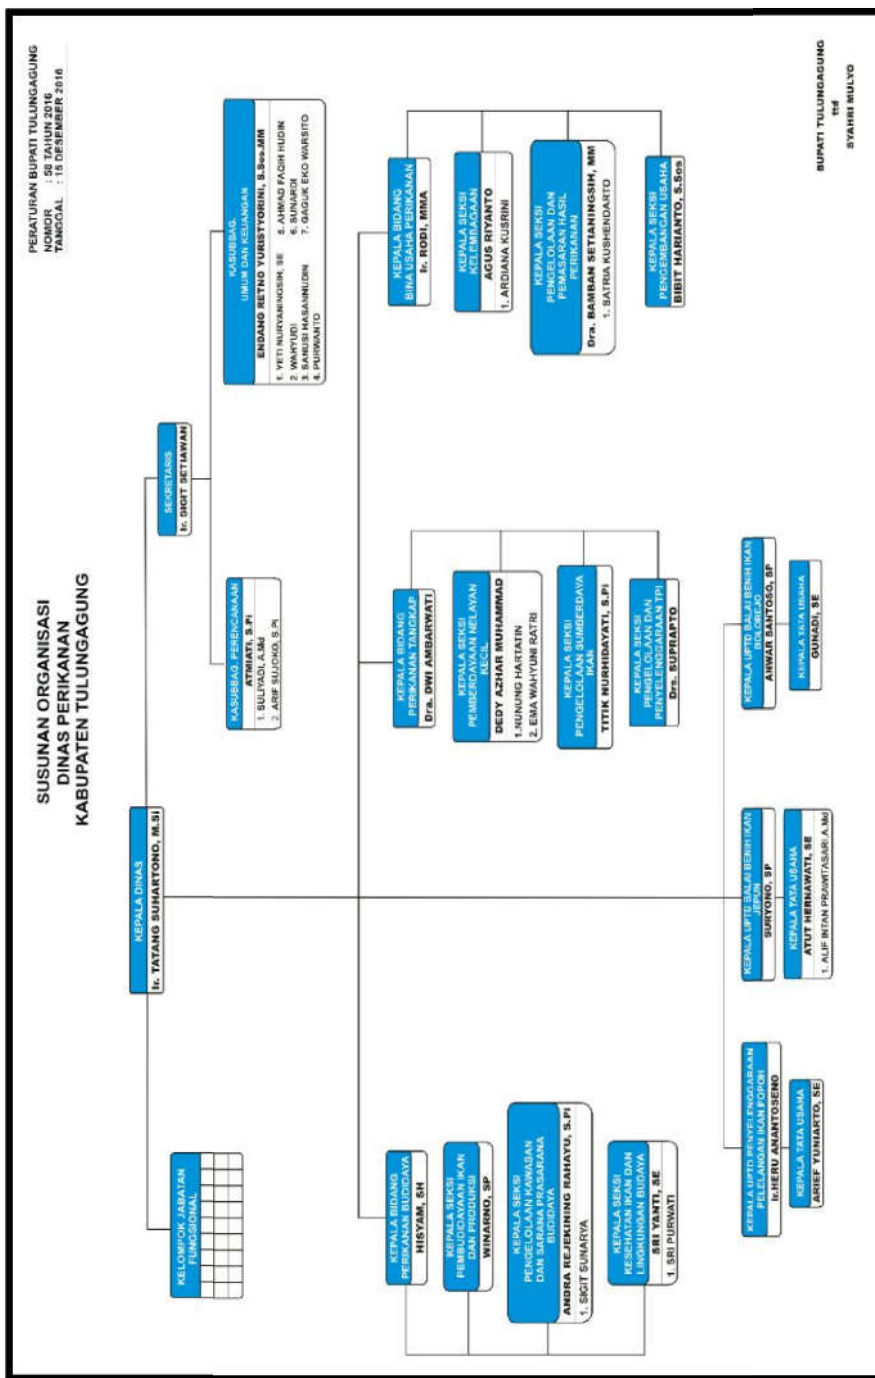 PERATURAN BUPATI TULUNGAGUNG
NOMOR : 58 TAHUN 2016
TANGGAL : 15 DESEMBER 2016
SUSUNAN ORGANISASI
DINAS PERIKANAN
KABUPATEN TULUNGAGUNG
KEPALA DINAS
Ir. TATANG SUHARTONO, M.Si
KELOMPOK JABATAN
FUNGSIONAL
SEKRETARIS
Ir. SIGIT SETIAWAN
KASUBBAG. PERENCANAAN
ATMIATI, S.Pi
1. SULIYADI, A.Md
2. ARIF SUJOKO, S.Pi
KASUBBAG.
UMUM DAN KEUANGAN
ENDANG RETNO YURISTYORINI, S.Sos.MM
1. YETI NURYANINGSIH, SE
2. WAHYUDI
3. SANUSI HASANNUDIN
4. PURWANTO
5. AHMAD FAQIH HUDIN
6. SUNARDI
7. GAGUK EKO WARSITO
KEPALA BIDANG
PERIKANAN BUDIDAYA
HISYAM, SH
KEPALA SEKSI
PEMBUDIDAYAAN IKAN
DAN PRODUKSI
WINARNO, SP
KEPALA SEKSI
PENGELOLAAN KAWASAN
DAN SARANA PRASARANA
BUDIDAYA
ANDRA REJEKINING RAHAYU, S.Pi
1. SIGIT SUNARYA
KEPALA SEKSI
KESEHATAN IKAN DAN
LINGKUNGAN BUDAYA
SRI YANTI, SE
1. SRI PURWATI
KEPALA BIDANG
PERIKANAN TANGKAP
Dra. DWI AMBARWATI
KEPALA SEKSI
PEMBERDAYAAN NELAYAN
KECIL
DEDY AZHAR MUHAMMAD
1.NUNUNG HARTATIN
2. EMA WAHYUNI RATRI
KEPALA SEKSI
PENGELOLAAN SUMBERDAYA
IKAN
TITIK NURHIDAYATI, S.Pi
KEPALA SEKSI
PENGELOLAAN DAN
PENYELENGGARAAN TPI
Drs. SUPRAPTO
KEPALA BIDANG
BINA USAHA PERIKANAN
Ir. RODI, MMA
KEPALA SEKSI
KELEMBAGAAN
AGUS RIYANTO
1. ARDIANA KUSRINI
KEPALA SEKSI
PENGELOLAAN DAN
PEMASARAN HASIL
PERIKANAN
Dra. BAMBAN SETIANINGSIH, MM
1. SATRIA KUSHENDARTO
KEPALA SEKSI
PENGEMBANGAN USAHA
BIBIT HARIANTO, S.Sos
KEPALA UPTD PENYELENGGARAAN
PELELANGAN IKAN POPOH
Ir.HERU ANANTOSENO
KEPALA TATA USAHA
ARIEF YUNIARTO, SE
KEPALA UPTD BALAI BENIH IKAN
JEPUN
SURYONO, SP
KEPALA TATA USAHA
ATUT HERNAWATI, SE
1. ALIF INTAN PRAMITASARI.A.Md
KEPALA UPTD BALAI BENIH IKAN
BOLOREJO
ANWAR SANTOSO, SP
KEPALA TATA USAHA
GUNADI, SE
BUPATI TULUNGAGUNG
ttd
SYAHRI MULYO